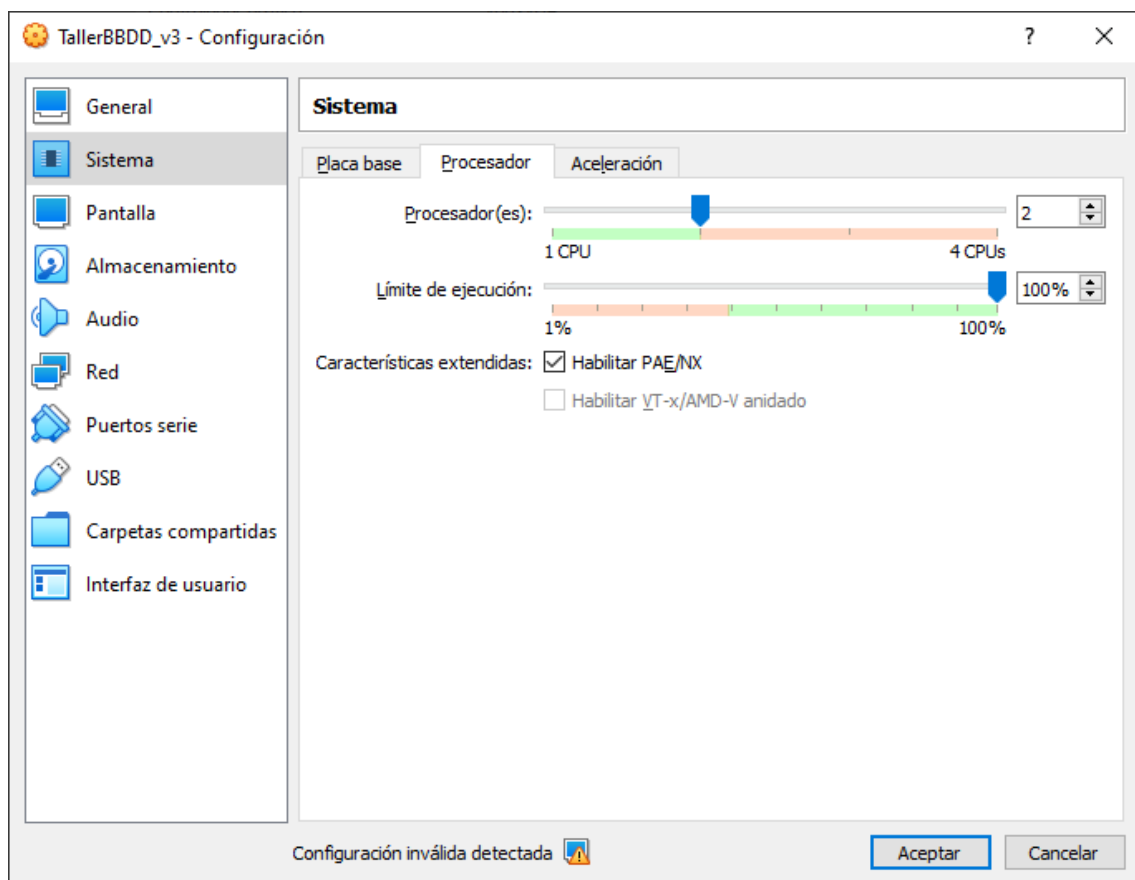 TallerBBDD_v3 - Configuración
?
General
Sistema
Pantalla
Almacenamiento
Audio
Red
Puertos serie
USB
Carpetas compartidas
Interfaz de usuario
Sistema
Placa base Procesador Aceleración
Procesador(es): 2
1 CPU 4 CPUs
Límite de ejecución: 100%
1% 100%
Características extendidas: Habilitar PAE/NX
Habilitar VT-x/AMD-V anidado
Configuración inválida detectada Aceptar Cancelar